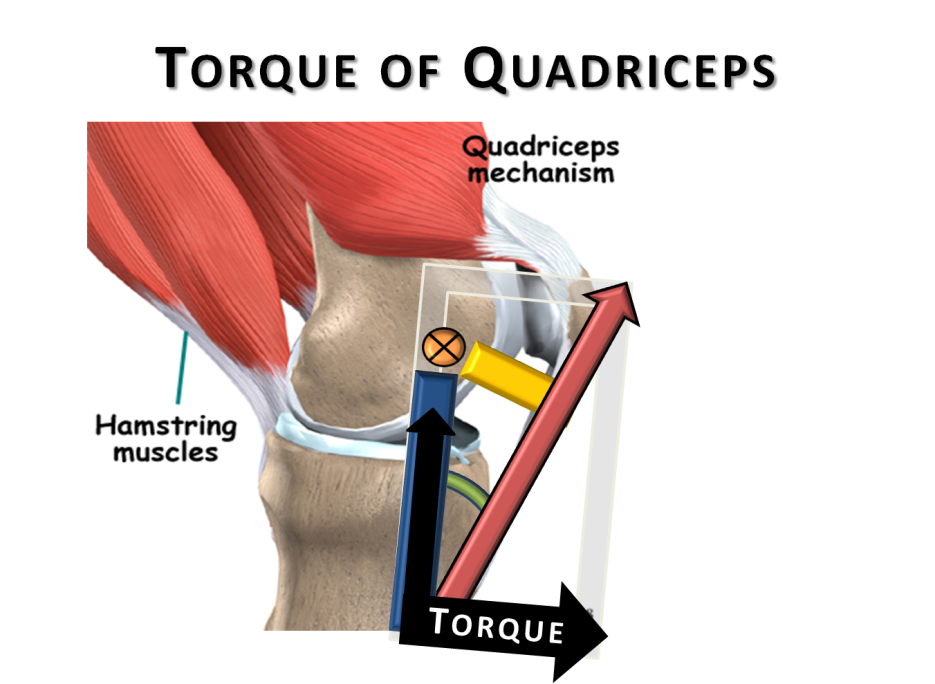 TORQUE OF QUADRICEPS
Quadriceps
mechanism
Hamstring
muscles
TORQUE